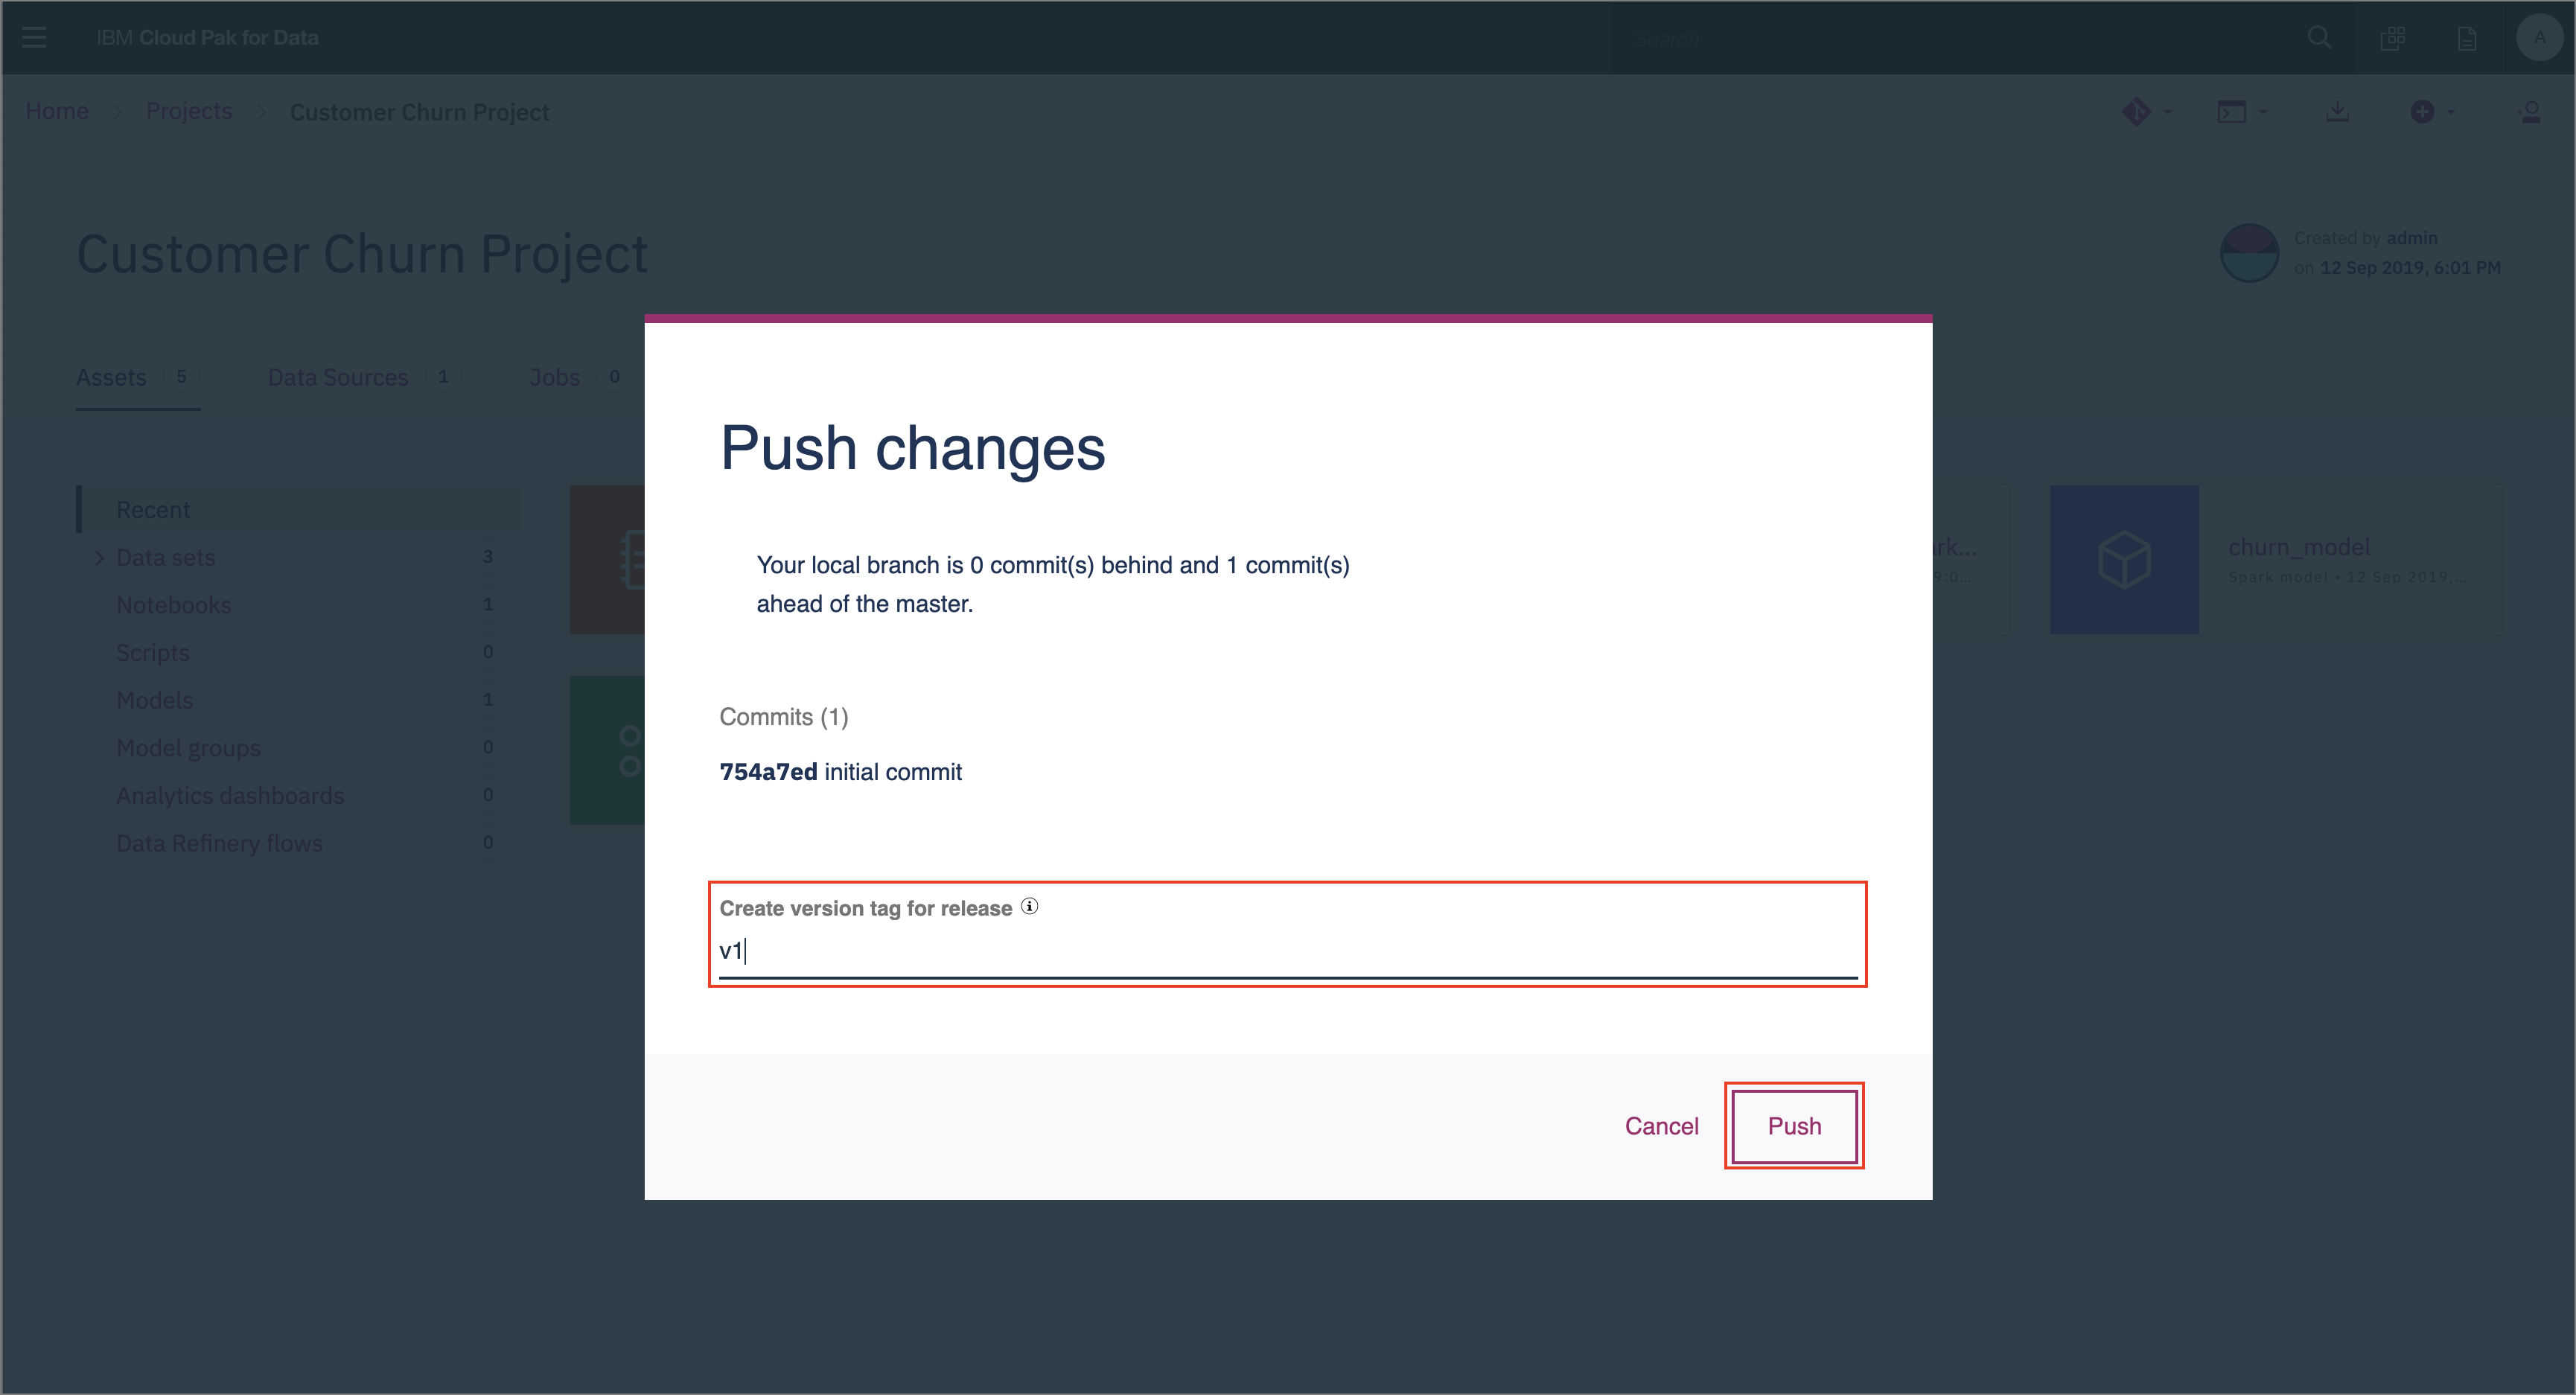 IBM Cloud Pak for Data
Search
A
Home > Projects > Customer Churn Project
Customer Churn Project
Created by admin
on 12 Sep 2019, 6:01 PM
Assets 5 Data Sources 1 Jobs 0
Push changes
Your local branch is 0 commit(s) behind and 1 commit(s)
ahead of the master.
Commits (1)
754a7ed initial commit
Create version tag for release
v1
Cancel Push
Recent
Data sets 3
Notebooks 1
Scripts 0
Models 1
Model groups 0
Analytics dashboards 0
Data Refinery flows 0
churn_model
Spark model • 12 Sep 2019,...